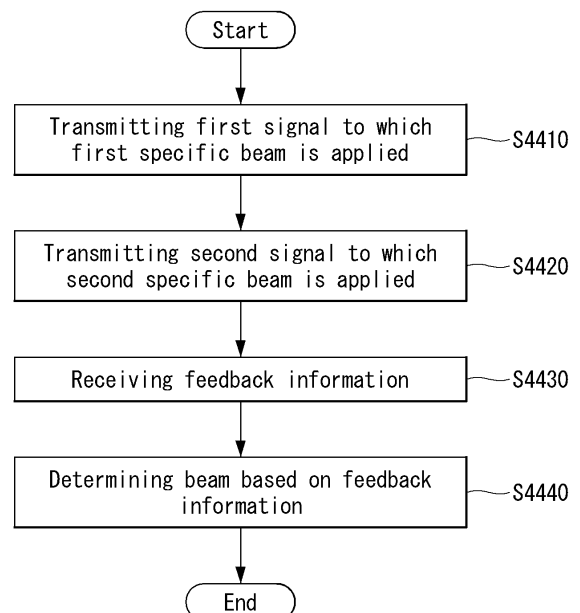 Start
Transmitting first signal to which
first specific beam is applied
S4410
Transmitting second signal to which
second specific beam is applied
S4420
Receiving feedback information
S4430
Determining beam based on feedback
information
S4440
End